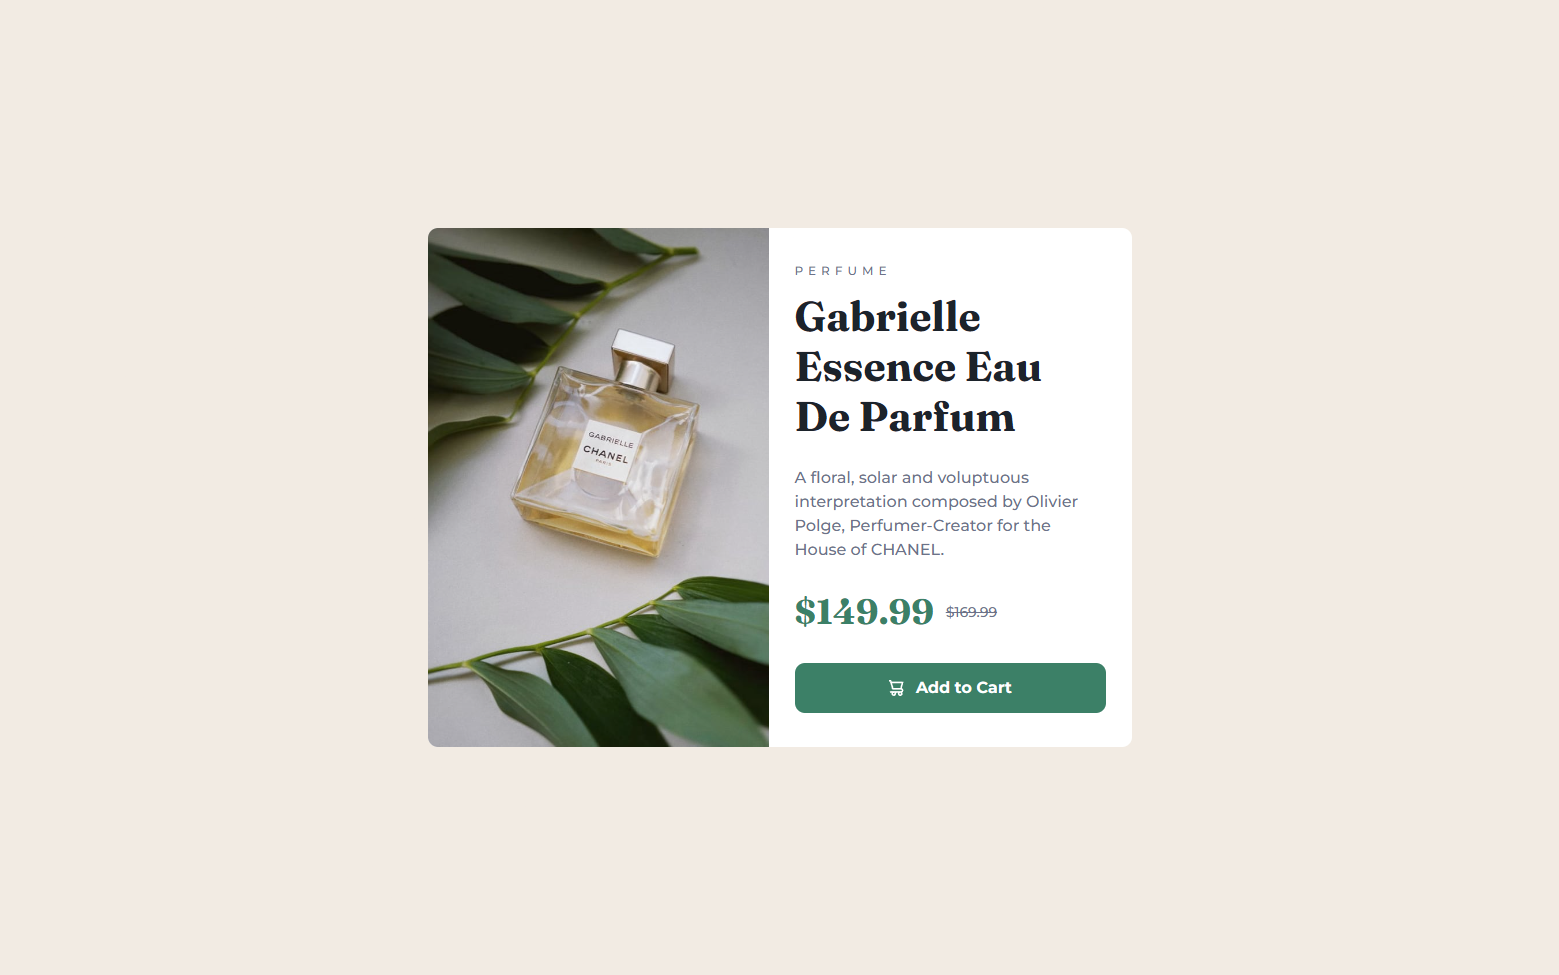 GABRIELLE
CHANEL
PARIS
PERFUME
Gabrielle
Essence Eau
De Parfum
A floral, solar and voluptuous
interpretation composed by Olivier
Polge, Perfumer-Creator for the
House of CHANEL.
$149.99 $169.99
Add to Cart